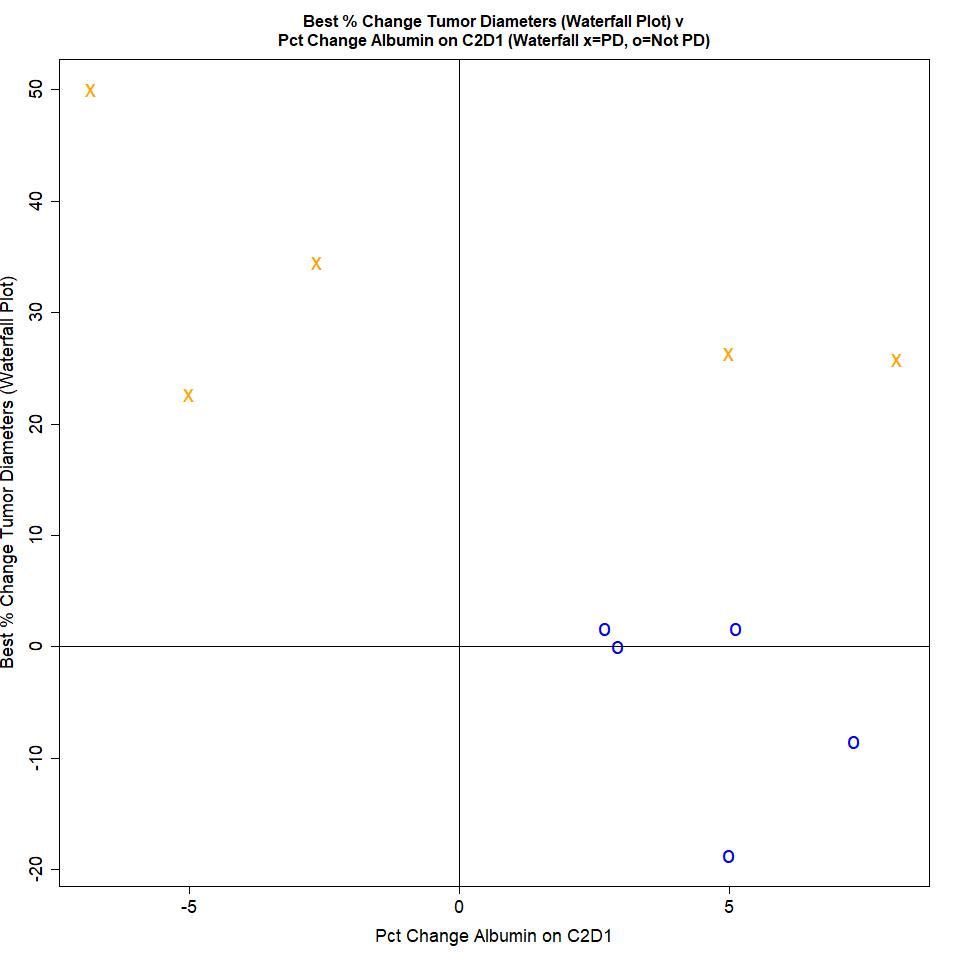 Best % Change Tumor Diameters (Waterfall Plot) v
Pct Change Albumin on C2D1 (Waterfall x=PD, o=Not PD)
Best % Change Tumor Diameters (Waterfall Plot)
50
40
30
20
10
0
-10
-20
X
X
X
X
X
O
O
O
O
O
-5
0
5
Pct Change Albumin on C2D1